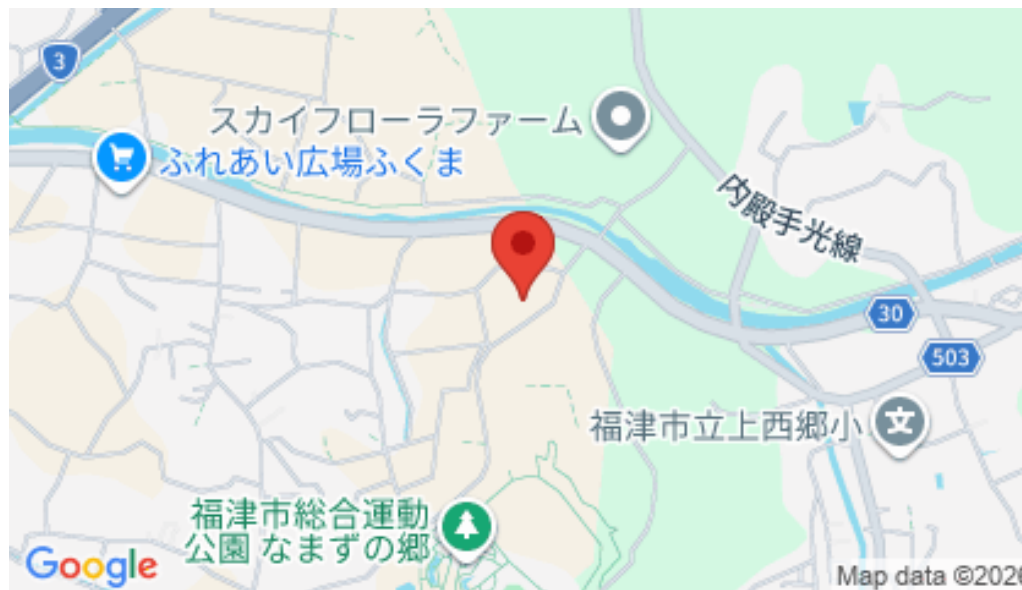 3
スカイフローラファーム
ふれあい広場ふくま
内殿手光線
30
503
福津市立上西郷小
文
福津市総合運動
公園 なまずの郷
Google
Map data ©2026